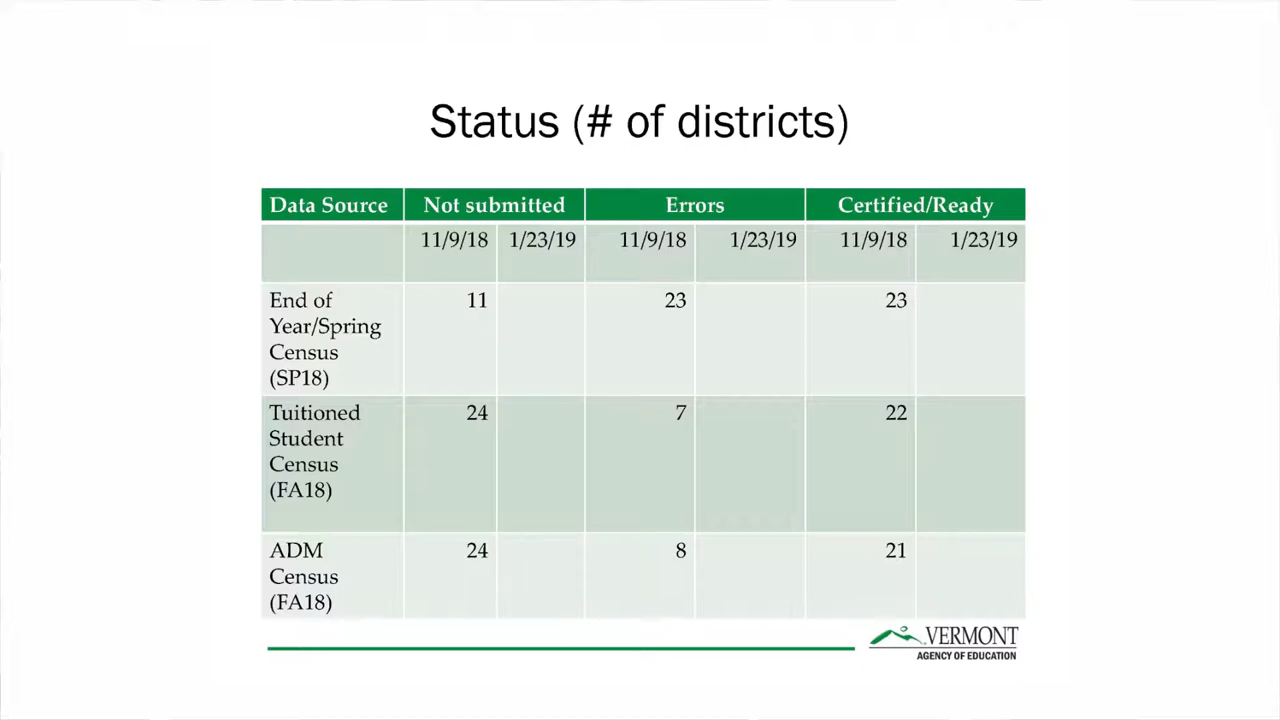 Status (# of districts)
Data Source Not submitted Errors Certified/Ready
11/9/18 1/23/19 11/9/18 1/23/19 11/9/18 1/23/19
End of 11 23 23
Year/Spring
Census
(SP18)
Tuitioned 24 7 22
Student
Census
(FA18)
ADM 24 8 21
Census
(FA18)
VERMONT
AGENCY OF EDUCATION